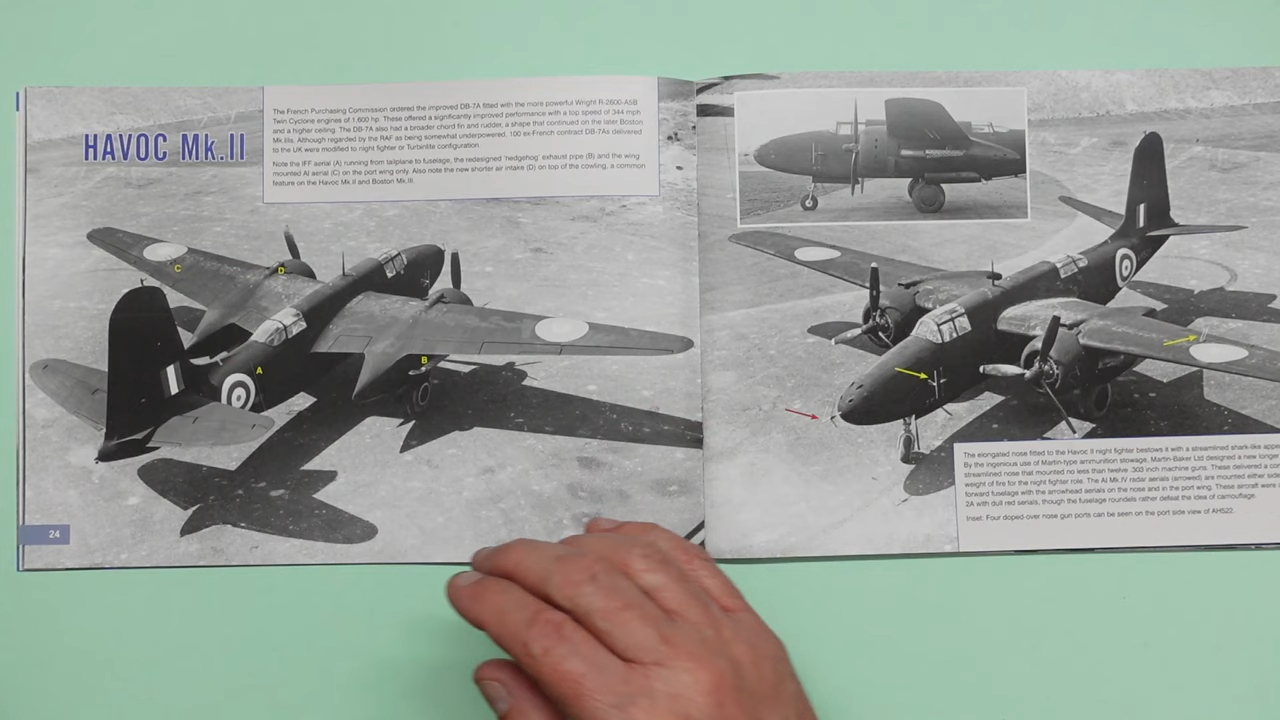 HAVOC Mk.II
The French Purchasing Commission ordered the improved DB-7A fitted with the more powerful Wright R-2600-A5B
Twin Cyclone engines of 1,600 hp. These offered a significantly improved performance with a top speed of 344 mph
and a higher ceiling. The DB-7A also had a broader chord fin and rudder, a shape that continued on the later Boston
Mk.IIIs. Although regarded by the RAF as being somewhat underpowered, 100 ex-French contract DB-7As delivered
to the UK were modified to night fighter or Turbinlite configuration.
Note the IFF aerial (A) running from tailplane to fuselage, the redesigned 'hedgehog' exhaust pipe (B) and the wing
mounted AI aerial (C) on the port wing only. Also note the new shorter air intake (D) on top of the cowling, a common
feature on the Havoc Mk.II and Boston Mk.III.
C
D
B
A
24
The elongated nose fitted to the Havoc II night fighter bestows it with a streamlined shark-like
By the ingenious use of Martin-type ammunition stowage, Martin-Baker Ltd designed a new longer
streamlined nose that mounted no less than twelve .303 inch machine guns. These delivered a
weight of fire for the night fighter role. The AI Mk.IV radar aerials (arrowed) are mounted either
forward fuselage with the arrowhead aerials on the nose and in the port wing. These aircraft were
2A with dull red serials, though the fuselage roundels rather defeat the idea of camouflage.
Inset: Four doped-over nose gun ports can be seen on the port side view of AH522.